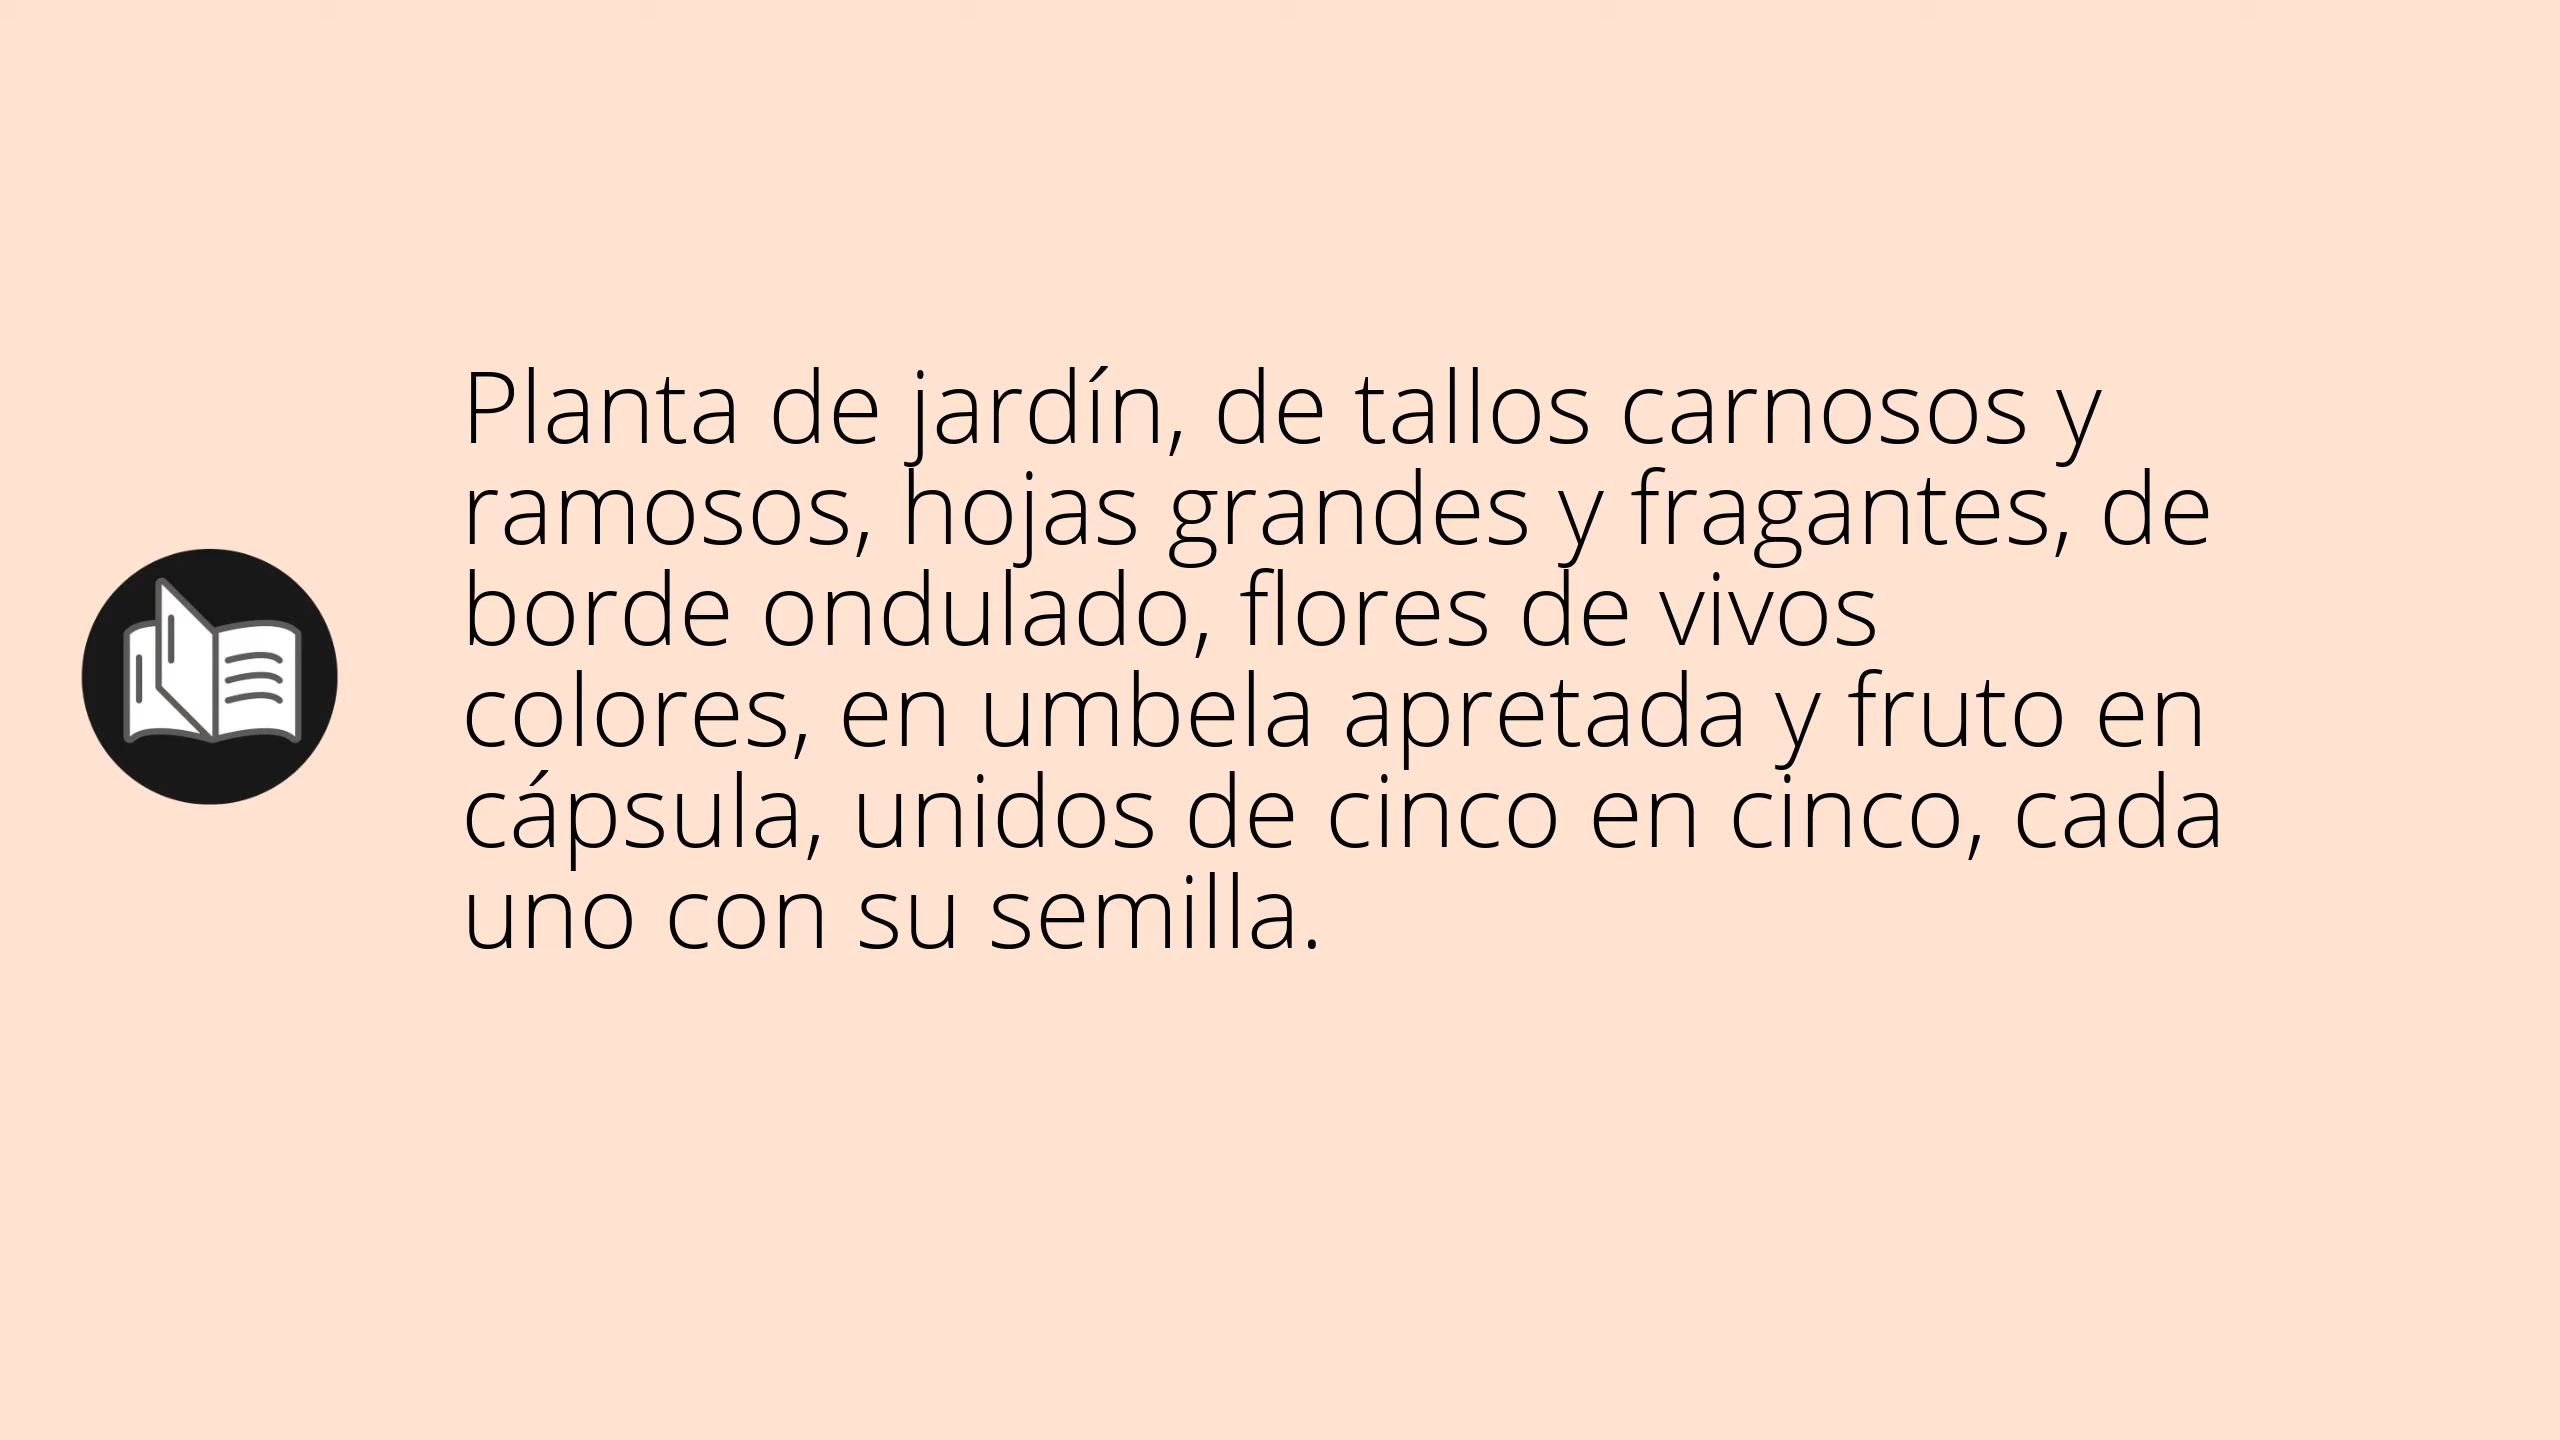 Planta de jardín, de tallos carnosos y
ramosos, hojas grandes y fragantes, de
borde ondulado, flores de vivos
colores, en umbela apretada y fruto en
cápsula, unidos de cinco en cinco, cada
uno con su semilla.